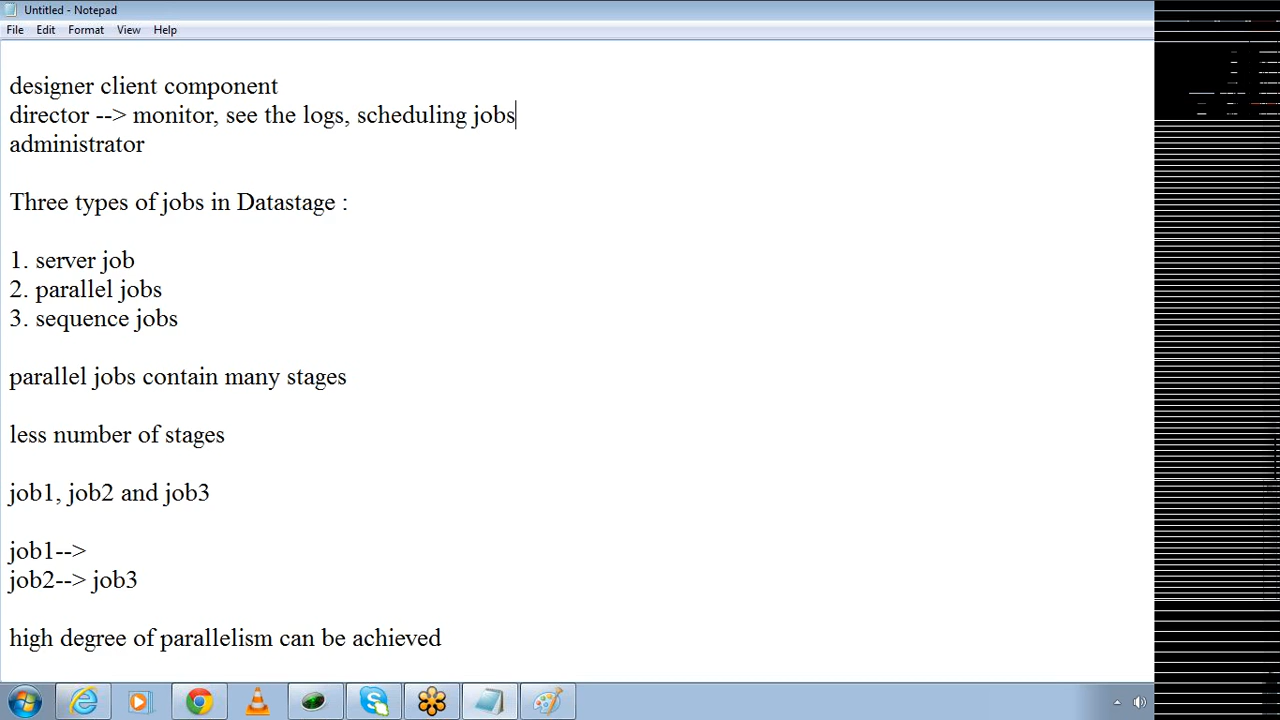 Untitled - Notepad
File Edit Format View Help
designer client component
director --> monitor, see the logs, scheduling jobs
administrator
Three types of jobs in Datastage :
1. server job
2. parallel jobs
3. sequence jobs
parallel jobs contain many stages
less number of stages
job1, job2 and job3
job1-->
job2--> job3
high degree of parallelism can be achieved